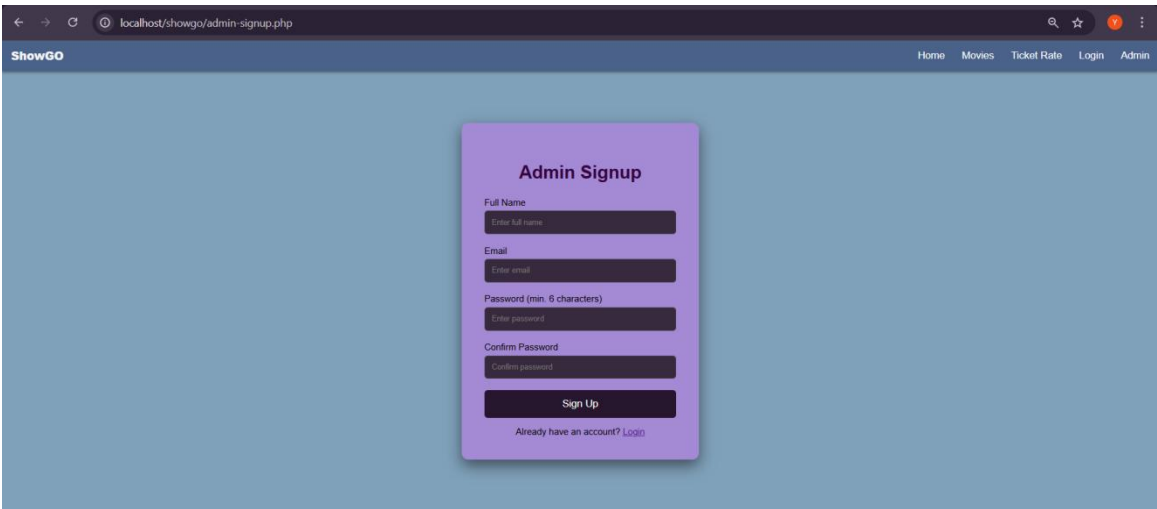 localhost/showgo/admin-signup.php
Y
ShowGO
Home Movies Ticket Rate Login Admin
Admin Signup
Full Name
Enter full name
Email
Enter email
Password (min. 6 characters)
Enter password
Confirm Password
Confirm password
Sign Up
Already have an account? Login